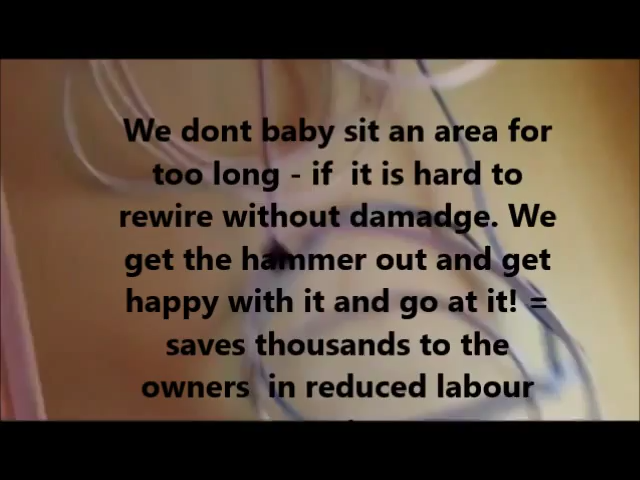 We dont baby sit an area for
too long - if  it is hard to
rewire without damadge. We
get the hammer out and get
happy with it and go at it! =
saves thousands to the
owners  in reduced labour